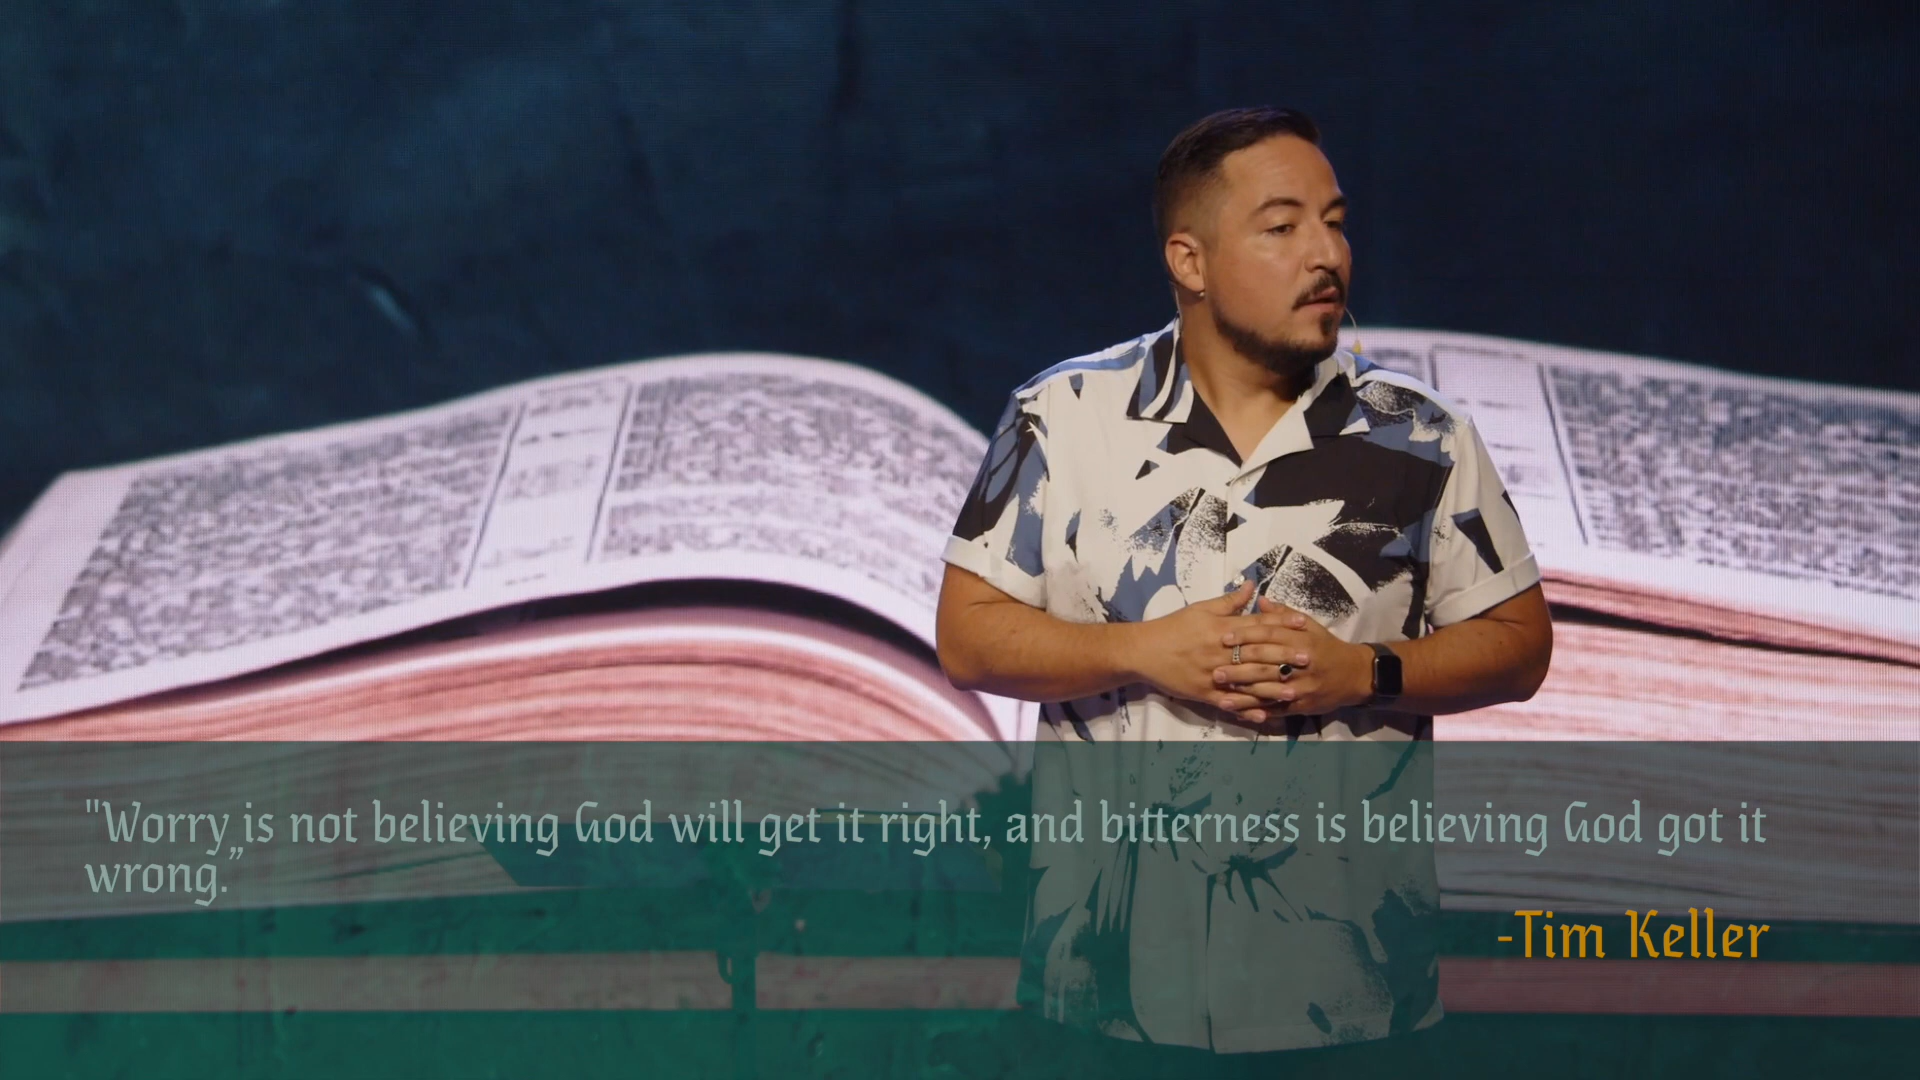 "Worry is not believing God will get it right, and bitterness is believing God got it
wrong.”
-Tim Keller